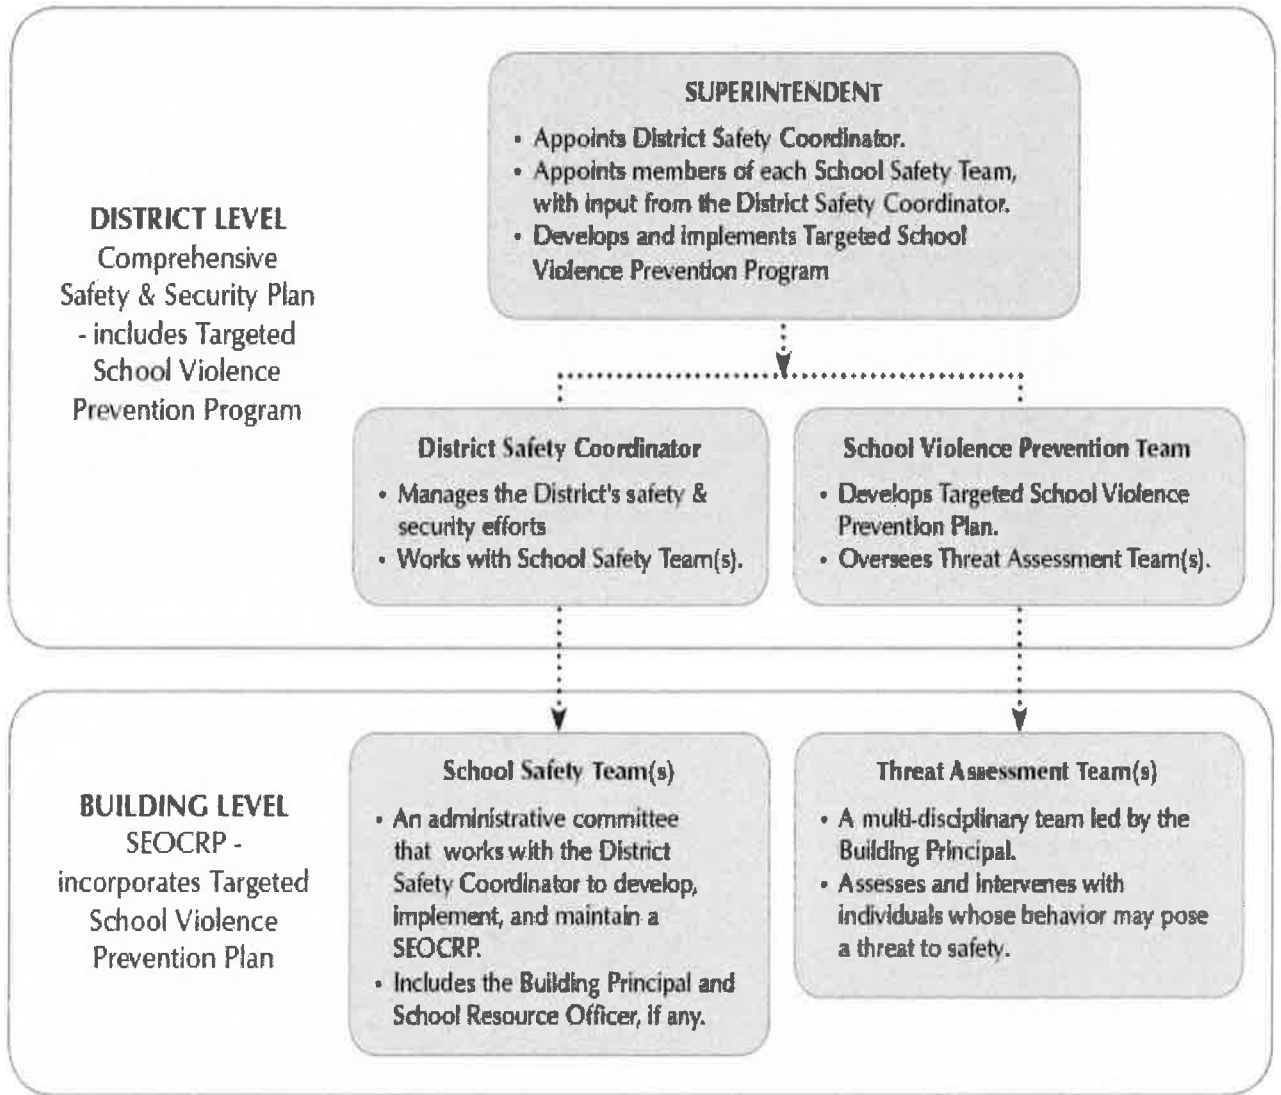 SUPERINTENDENT
• Appoints District Safety Coordinator.
• Appoints members of each School Safety Team,
with input from the District Safety Coordinator.
• Develops and implements Targeted School
Violence Prevention Program
DISTRICT LEVEL
Comprehensive
Safety & Security Plan
- includes Targeted
School Violence
Prevention Program
District Safety Coordinator
• Manages the District's safety &
security efforts
• Works with School Safety Team(s).
School Violence Prevention Team
• Develops Targeted School Violence
Prevention Plan.
• Oversees Threat Assessment Team(s).
BUILDING LEVEL
SEOCRP -
incorporates Targeted
School Violence
Prevention Plan
School Safety Team(s)
• An administrative committee
that works with the District
Safety Coordinator to develop,
implement, and maintain a
SEOCRP.
• Includes the Building Principal and
School Resource Officer, if any.
Threat Assessment Team(s)
• A multi-disciplinary team led by the
Building Principal.
• Assesses and intervenes with
individuals whose behavior may pose
a threat to safety.